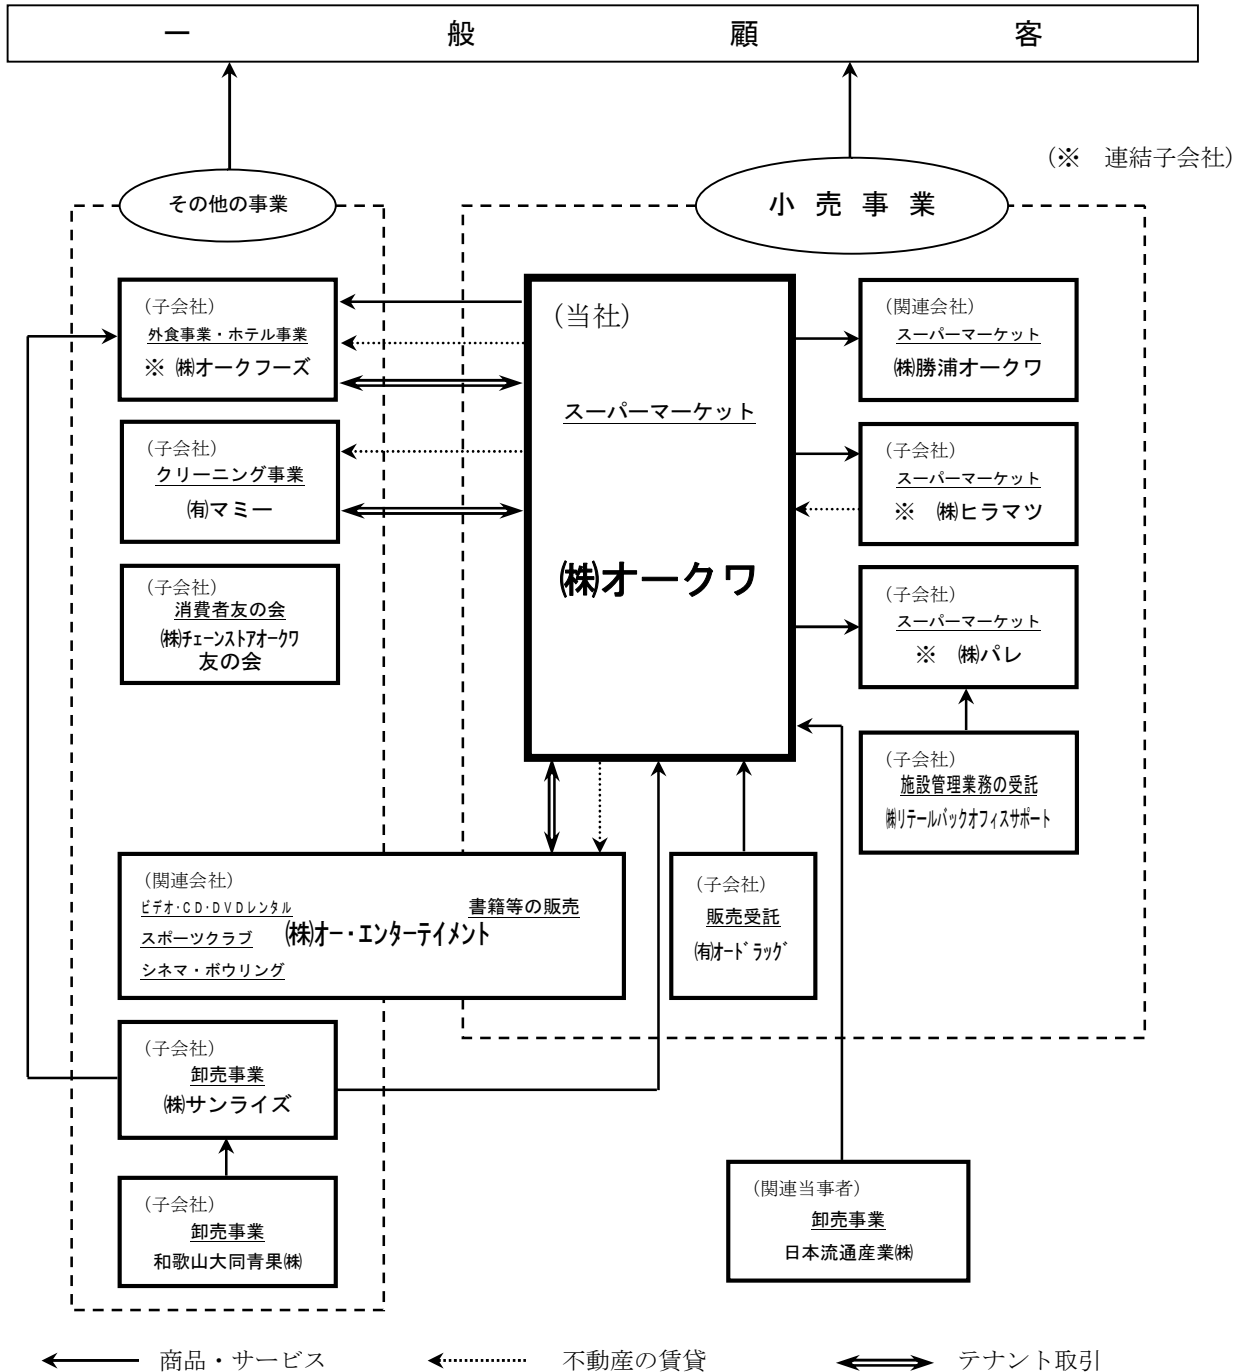 一般顧客
(※　連結子会社)
その他の事業
小売事業
(子会社)
外食事業・ホテル事業
※ ㈱オークフーズ
(子会社)
クリーニング事業
㈲マミー
(子会社)
消費者友の会
㈱チェーンストアオークワ
友の会
(当社)
スーパーマーケット
㈱オークワ
(関連会社)
スーパーマーケット
㈱勝浦オークワ
(子会社)
スーパーマーケット
※　㈱ヒラマツ
(子会社)
スーパーマーケット
※　㈱パレ
(子会社)
施設管理業務の受託
㈱リテールバックオフィスサポート
(関連会社)
ビデオ・CD・DVDレンタル
書籍等の販売
スポーツクラブ
㈱オー・エンターテイメント
シネマ・ボウリング
(子会社)
販売受託
㈲オードラッグ
(子会社)
卸売事業
㈱サンライズ
(子会社)
卸売事業
和歌山大同青果㈱
(関連当事者)
卸売事業
日本流通産業㈱
商品・サービス
不動産の賃貸
テナント取引